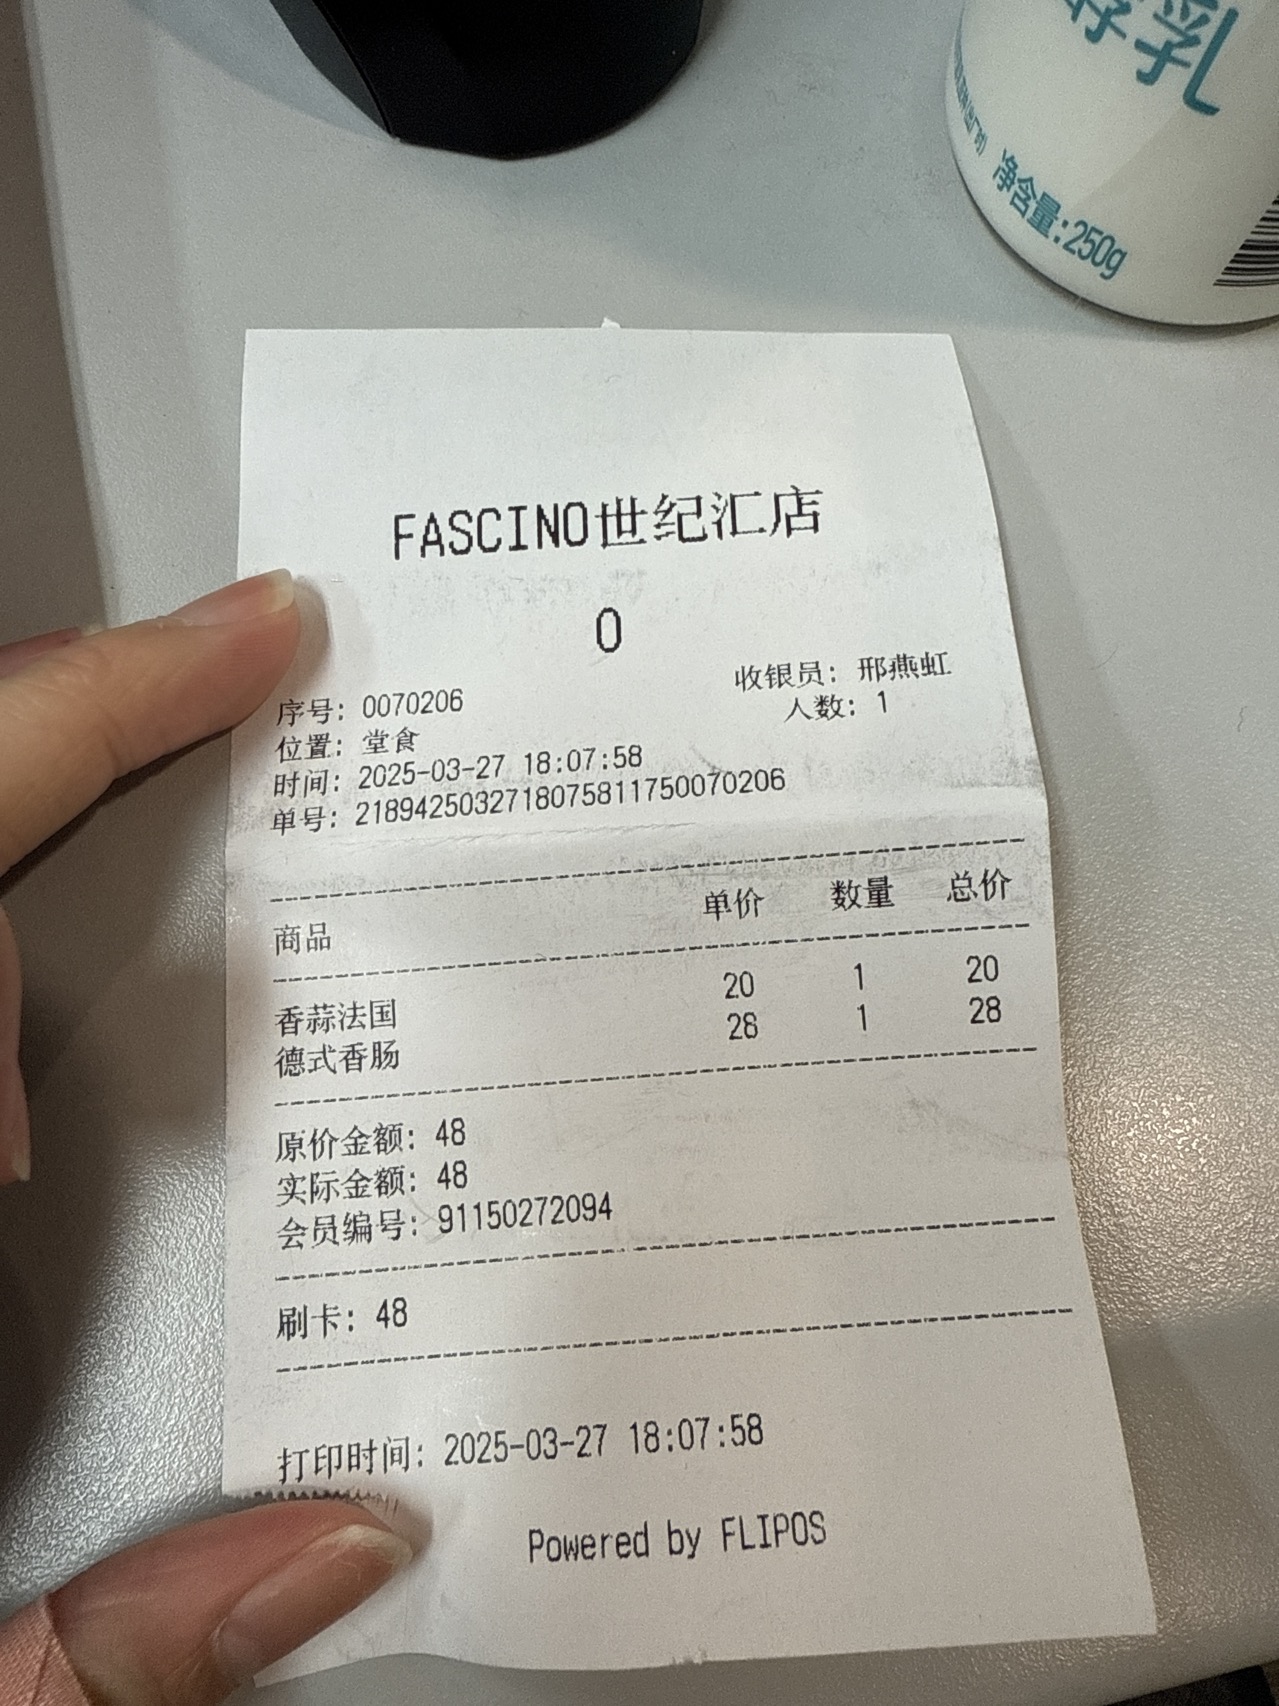 酵乳
净含量:250g
FASCINO世纪汇店
0
收银员: 邢燕虹
序号: 0070206
人数: 1
位置: 堂食
时间: 2025-03-27 18:07:58
单号: 2189425032718075811750070206
商品 单价 数量 总价
香蒜法国 20 1 20
德式香肠 28 1 28
原价金额: 48
实际金额: 48
会员编号: 91150272094
刷卡: 48
打印时间: 2025-03-27 18:07:58
Powered by FLIPOS